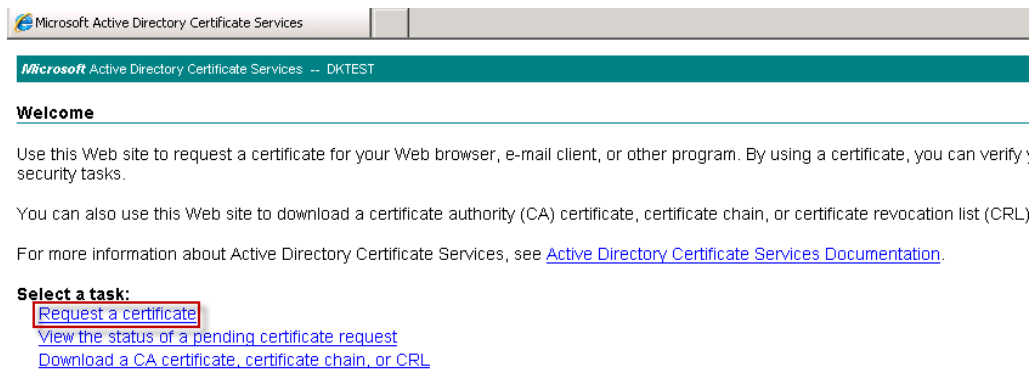 Microsoft Active Directory Certificate Services
Microsoft Active Directory Certificate Services -- DKTEST
Welcome
Use this Web site to request a certificate for your Web browser, e-mail client, or other program. By using a certificate, you can verify
security tasks.
You can also use this Web site to download a certificate authority (CA) certificate, certificate chain, or certificate revocation list (CRL)
For more information about Active Directory Certificate Services, see Active Directory Certificate Services Documentation.
Select a task:
Request a certificate
View the status of a pending certificate request
Download a CA certificate, certificate chain, or CRL